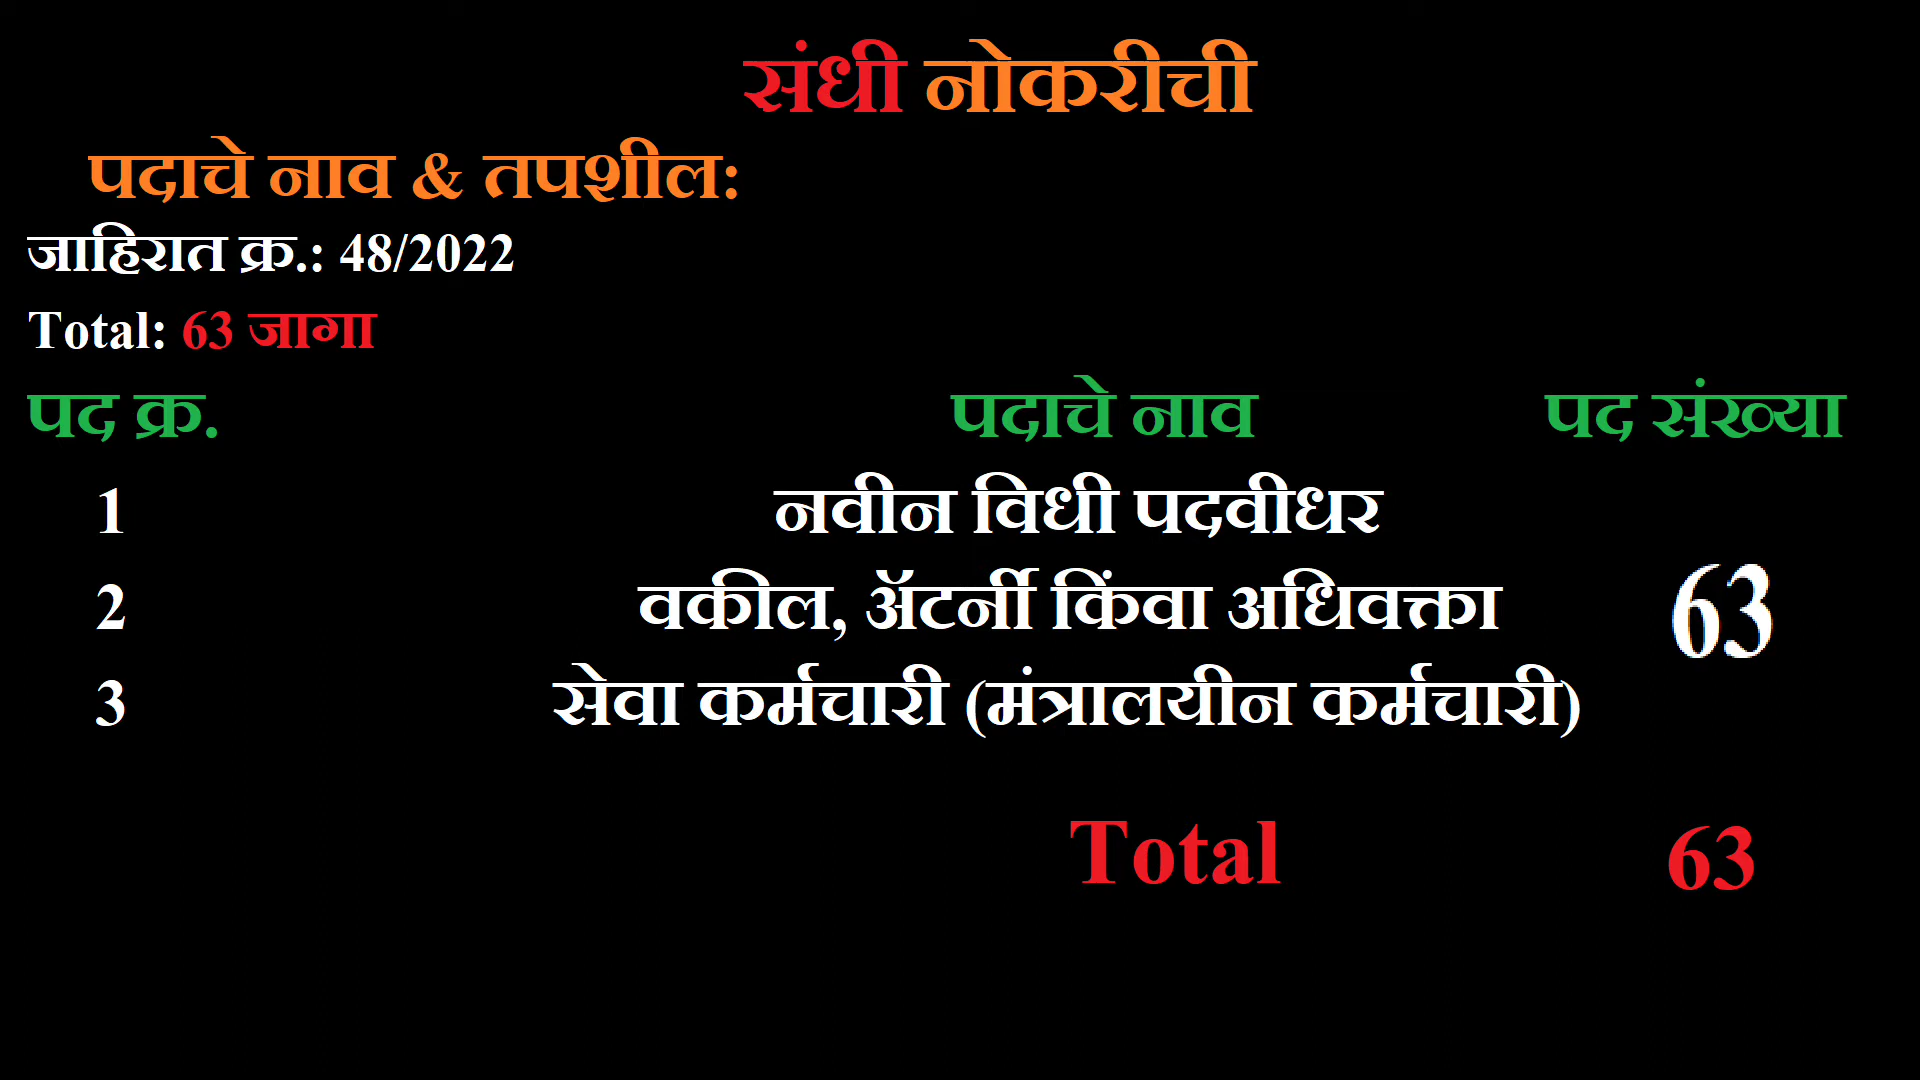 संधी नोकरीची
पदाचे नाव & तपशील:
जाहिरात क्र.: 48/2022
Total: 63 जागा
पद क्र. पदाचे नाव पद संख्या
1 नवीन विधी पदवीधर
2 वकील, ॲटर्नी किंवा अधिवक्ता 63
3 सेवा कर्मचारी (मंत्रालयीन कर्मचारी)
Total 63